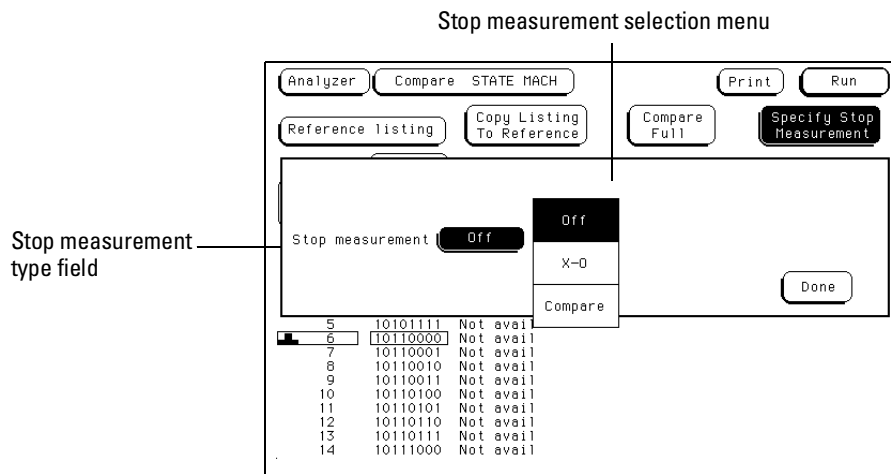 Stop measurement selection menu
Analyzer Compare STATE MACH Print Run
Reference listing Copy Listing To Reference Compare Full Specify Stop Measurement
Stop measurement type field
Stop measurement Off
Off
X-O
Compare
Done
5 10101111 Not avail
6 10110000 Not avail
7 10110001 Not avail
8 10110010 Not avail
9 10110011 Not avail
10 10110100 Not avail
11 10110101 Not avail
12 10110110 Not avail
13 10110111 Not avail
14 10111000 Not avail